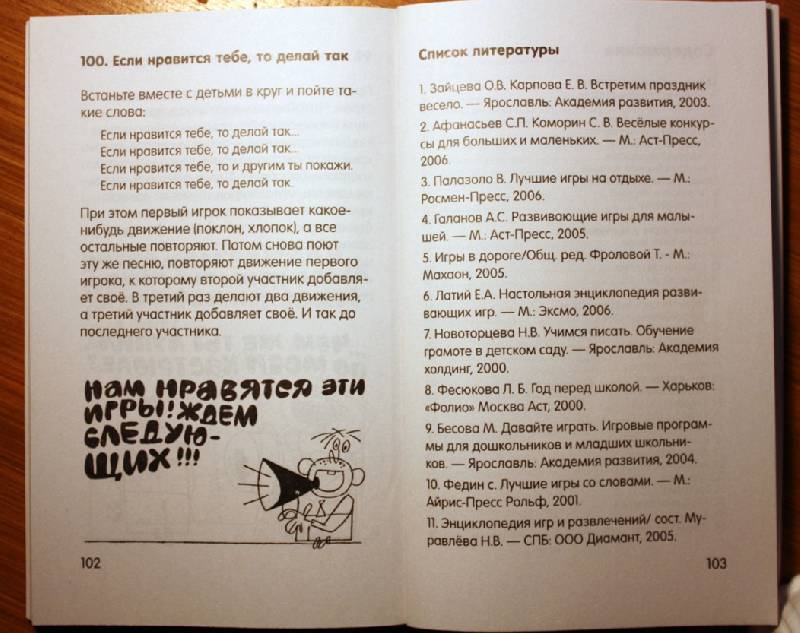 100. Если нравится тебе, то делай так
Встаньте вместе с детьми в круг и пойте та-
кие слова:
Если нравится тебе, то делай так...
Если нравится тебе, то делай так...
Если нравится тебе, то и другим ты покажи.
Если нравится тебе, то делай так.
При этом первый игрок показывает какое-
нибудь движение (поклон, хлопок), а все
остальные повторяют. Потом снова поют
эту же песню, повторяют движение первого
игрока, к которому второй участник добавля-
ет своё. В третий раз делают два движения,
а третий участник добавляет своё. И так до
последнего участника.
НАМ НРАВЯТСЯ ЭТИ
ИГРЫ! ЖДЕМ
СЛЕДУЮ-
ЩИХ!!!
102
Список литературы
1. Зайцева О.В. Карпова Е. В. Встретим праздник
весело. — Ярославль: Академия развития, 2003.
2. Афанасьев С.П. Коморин С. В. Весёлые конкур-
сы для больших и маленьких. — М.: Аст-Пресс,
2006.
3. Палазоло В. Лучшие игры на отдыхе. — М.:
Росмен-Пресс, 2006.
4. Галанов А.С. Развивающие игры для малы-
шей. — М.: Аст-Пресс, 2005.
5. Игры в дороге/Общ. ред. Фроловой Т. - М.:
Махаон, 2005.
6. Латий Е.А. Настольная энциклопедия разви-
вающих игр. — М.: Эксмо, 2006.
7. Новоторцева Н.В. Учимся писать. Обучение
грамоте в детском саду. — Ярославль: Академия
холдинг, 2000.
8. Фесюкова Л. Б. Год перед школой. — Харьков:
«Фолио» Москва Аст, 2000.
9. Бесова М. Давайте играть. Игровые програм-
мы для дошкольников и младших школьни-
ков. — Ярославль: Академия развития, 2004.
10. Федин с. Лучшие игры со словами. — М.:
Айрис-Пресс Рольф, 2001.
11. Энциклопедия игр и развлечений/ сост. Му-
равлёва Н.В. — СПБ: ООО Диамант, 2005.
103